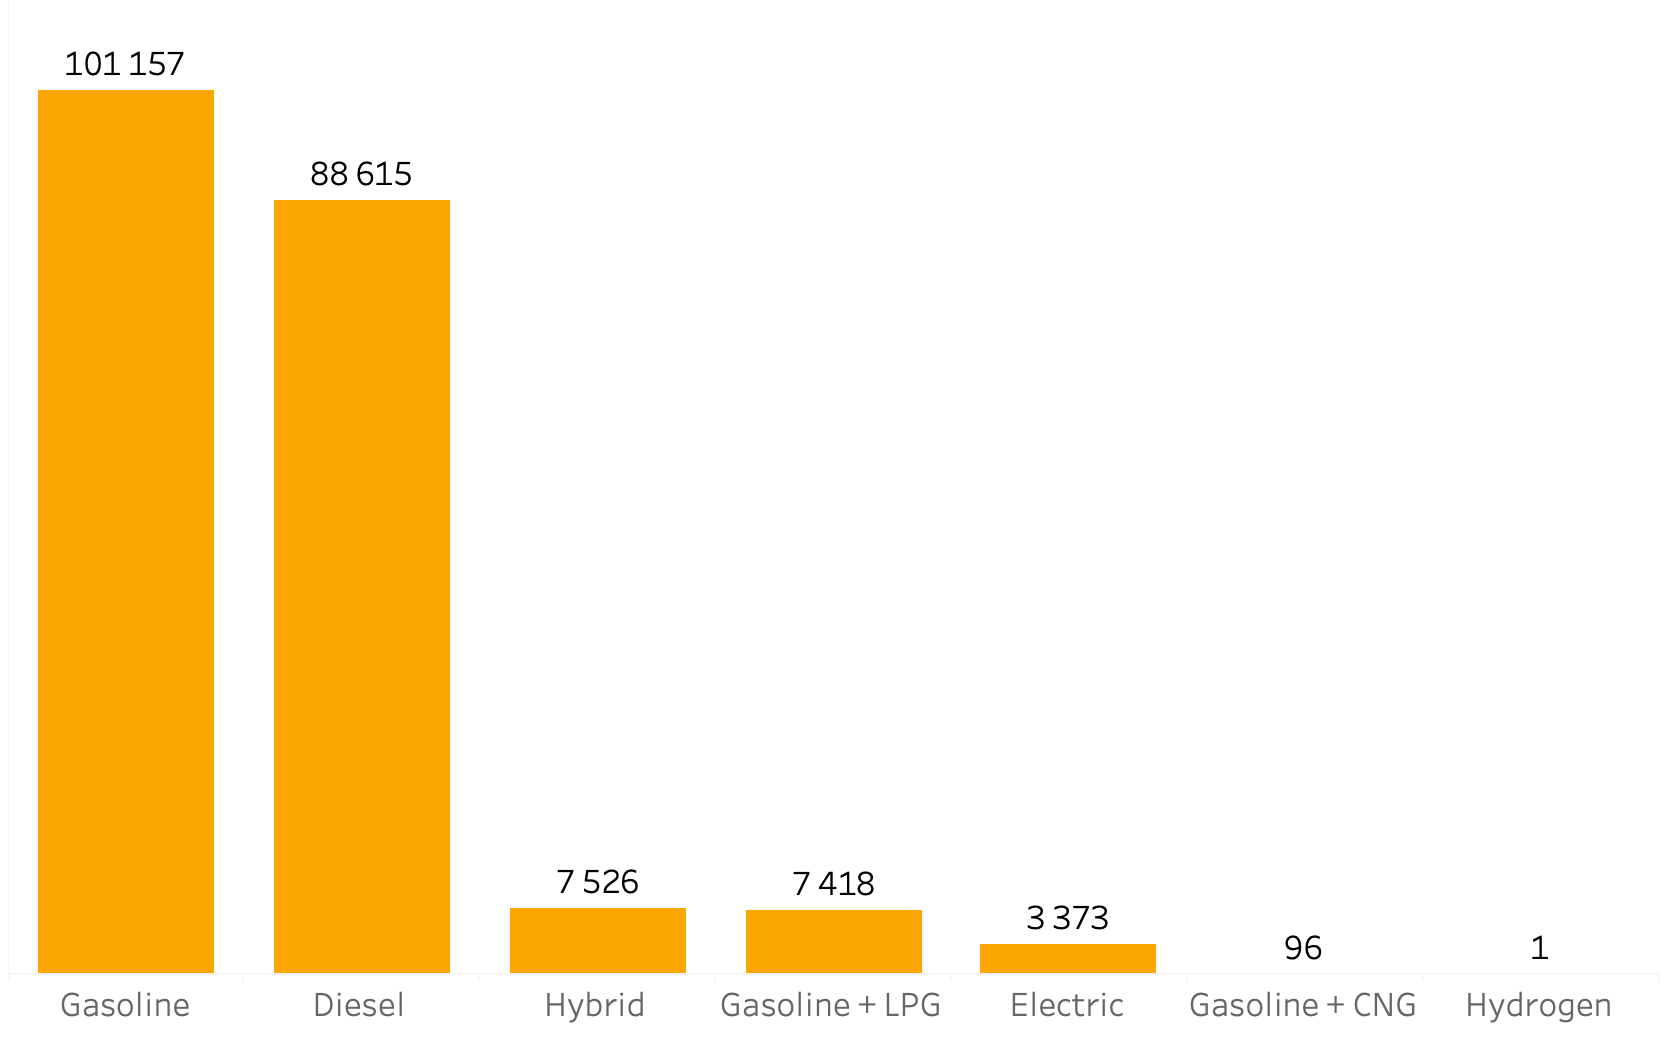 101 157
88 615
7 526
7 418
3 373
96
1
Gasoline
Diesel
Hybrid
Gasoline + LPG
Electric
Gasoline + CNG
Hydrogen